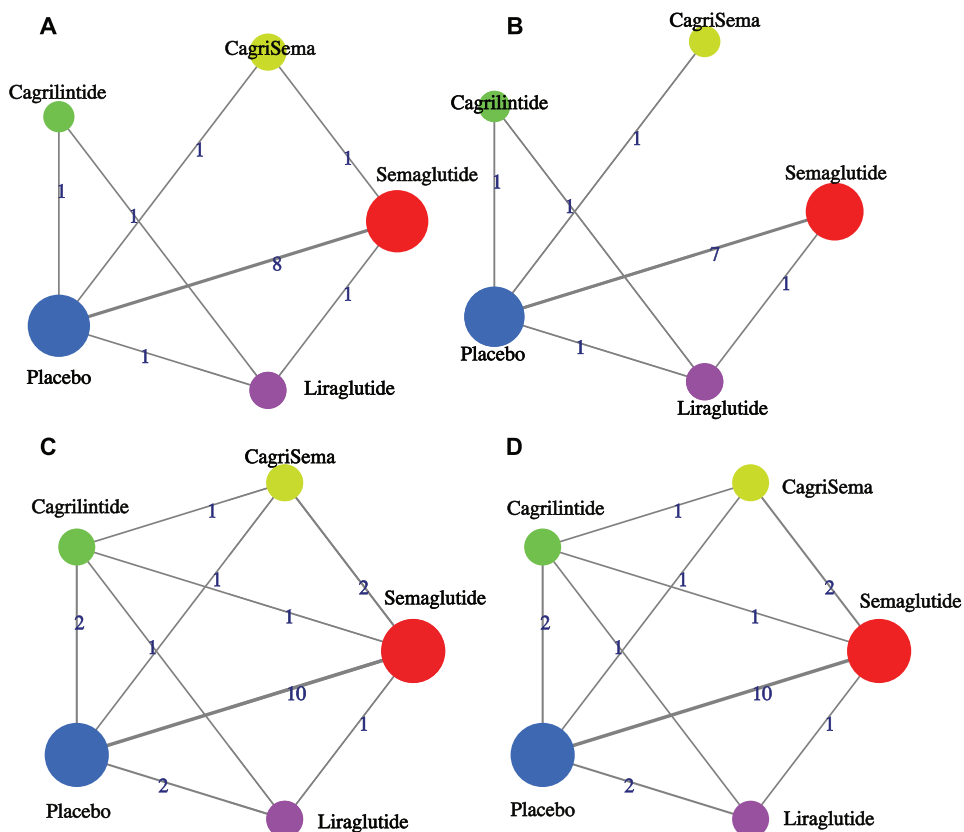 A
CagriSema
Cagrilintide
1
1
1
1
Semaglutide
8
1
1
Placebo
Liraglutide
B
CagriSema
Cagrilintide
1
1
Semaglutide
1
7
1
1
Placebo
Liraglutide
C
CagriSema
Cagrilintide
1
1
2
Semaglutide
2
1
1
10
1
2
Placebo
Liraglutide
D
CagriSema
Cagrilintide
1
1
2
Semaglutide
2
1
1
10
1
2
Placebo
Liraglutide